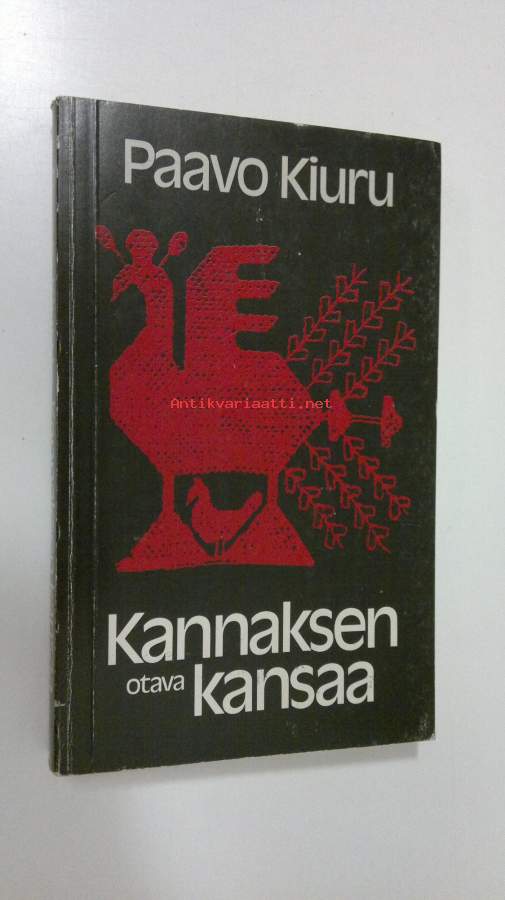 Paavo Kiuru
Antikvariaatti.net
Kannaksen
otava kansaa